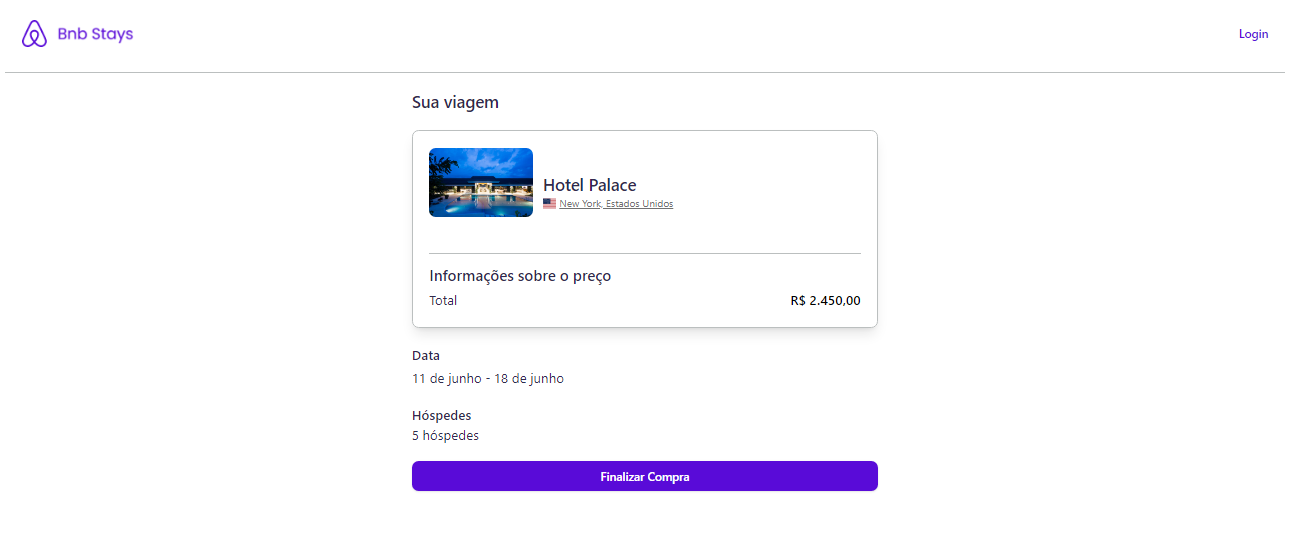 Bnb Stays
Login
Sua viagem
Hotel Palace
New York, Estados Unidos
Informações sobre o preço
Total R$ 2.450,00
Data
11 de junho - 18 de junho
Hóspedes
5 hóspedes
Finalizar Compra